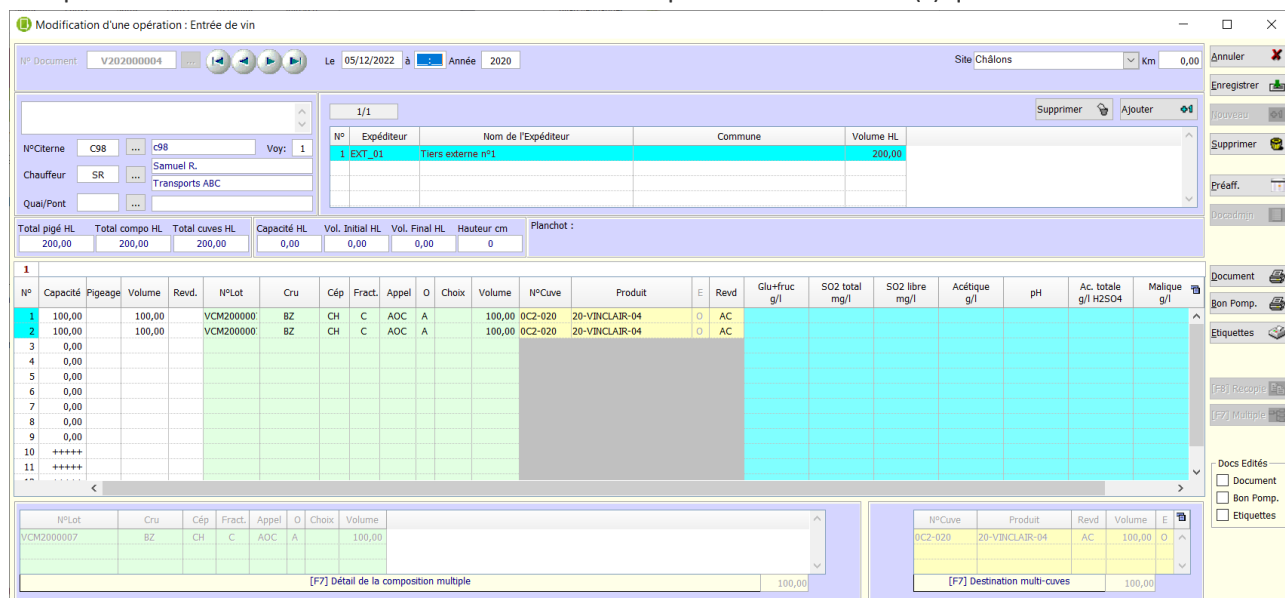 Modification d'une opération : Entrée de vin
N° Document V202000004 ... Le 05/12/2022 à _:_ Année 2020 Site Châlons Km 0,00
Annuler
Enregistrer
Nouveau
Supprimer
Préaff.
Docadmin
Document
Bon Pomp.
Etiquettes
[F8] Recopie
[F7] Multiple
Docs Edités
Document
Bon Pomp.
Etiquettes
N°Citerne C98 ... c98 Voy: 1
Chauffeur SR ... Samuel R.
Transports ABC
Quai/Pont ...
1/1 Supprimer Ajouter
N° Expéditeur Nom de l'Expéditeur Commune Volume HL
1 EXT_01 Tiers externe n°1 200,00
Total pigé HL Total compo HL Total cuves HL Capacité HL Vol. Initial HL Vol. Final HL Hauteur cm Planchot :
200,00 200,00 200,00 0,00 0,00 0,00 0
1
N° Capacité Pigeage Volume Revd. N°Lot Cru Cép Fract. Appel O Choix Volume N°Cuve Produit E Revd Glu+fruc g/l SO2 total mg/l SO2 libre mg/l Acétique g/l pH Ac. totale g/l H2SO4 Malique g/l
1 100,00 100,00 VCM200000 BZ CH C AOC A 100,00 0C2-020 20-VINCLAIR-04 O AC
2 100,00 100,00 VCM200000 BZ CH C AOC A 100,00 0C2-020 20-VINCLAIR-04 O AC
3 0,00
4 0,00
5 0,00
6 0,00
7 0,00
8 0,00
9 0,00
10 +++++
11 +++++
N°Lot Cru Cép Fract. Appel O Choix Volume
VCM2000007 BZ CH C AOC A 100,00
[F7] Détail de la composition multiple 100,00
N°Cuve Produit Revd Volume E
0C2-020 20-VINCLAIR-04 AC 100,00 O
[F7] Destination multi-cuves 100,00